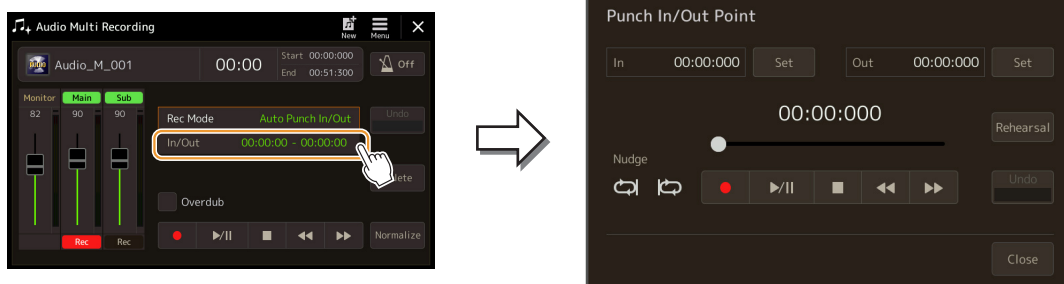 Audio Multi Recording
New
Menu
Audio_M_001
00:00
Start 00:00:000
End 00:51:300
Off
Monitor Main Sub
82 90 90
Rec Mode Auto Punch In/Out
Undo
In/Out 00:00:00 - 00:00:00
Overdub
Rec Rec
Normalize
Punch In/Out Point
In 00:00:000 Set Out 00:00:000 Set
00:00:000
Rehearsal
Nudge
Undo
Close